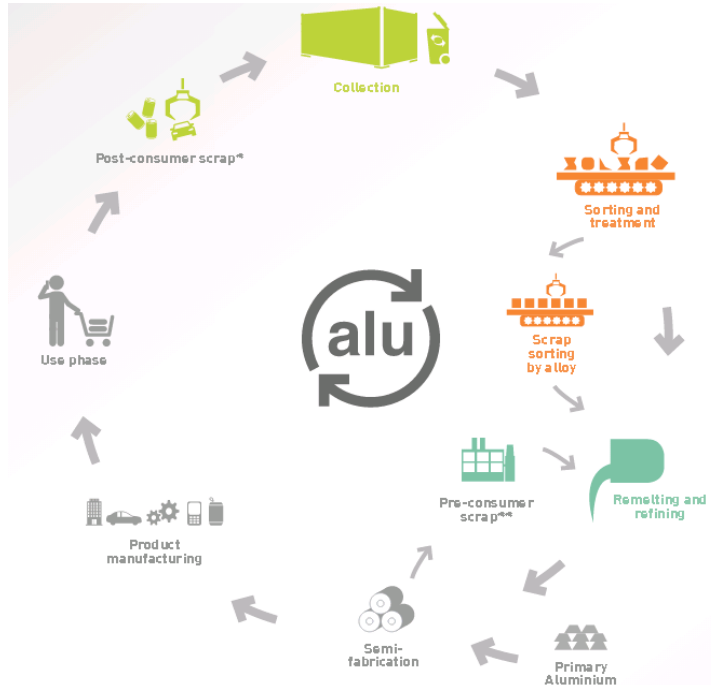 Collection
Post-consumer scrap**
Sorting and
treatment
alu
Scrap
sorting
by alloy
Use phase
Pre-consumer
scrap***
Remelting and
refining
Product
manufacturing
Semi-
fabrication
Primary
Aluminium